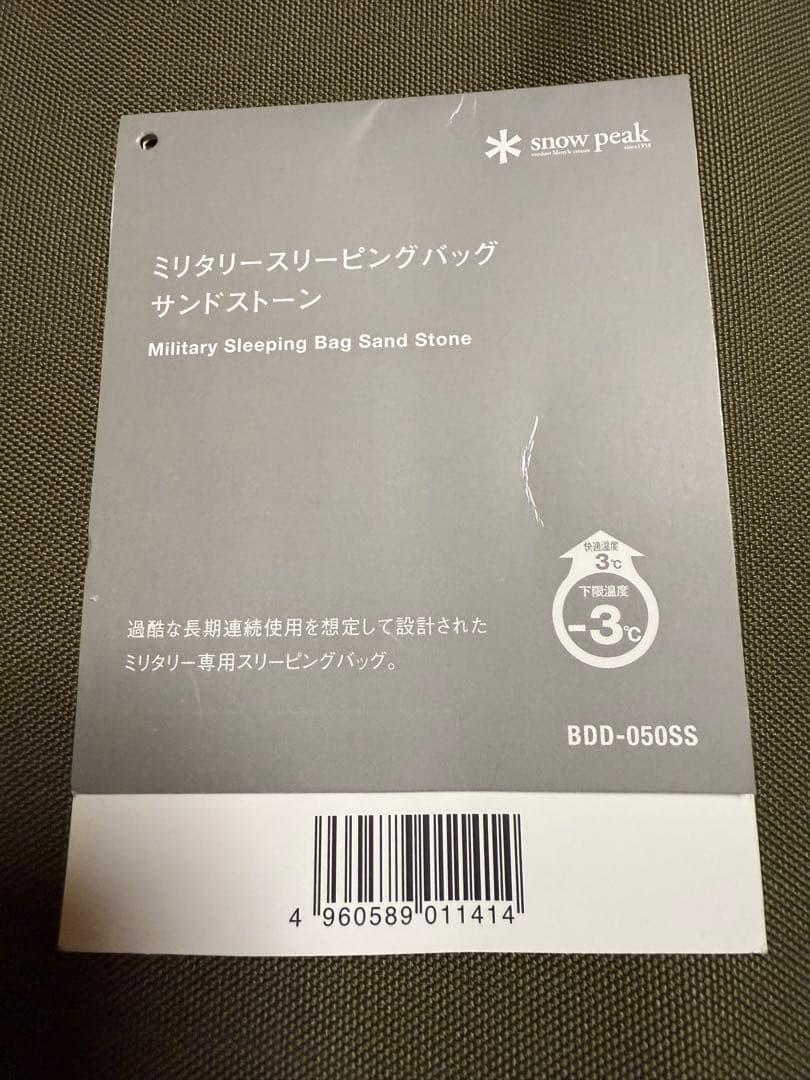 snow peak
outdoor lifestyle creator
since1958
ミリタリースリーピングバッグ
サンドストーン
Military Sleeping Bag Sand Stone
快適温度
3℃
下限温度
-3℃
過酷な長期連続使用を想定して設計された
ミリタリー専用スリーピングバッグ。
BDD-050SS
4 960589 011414